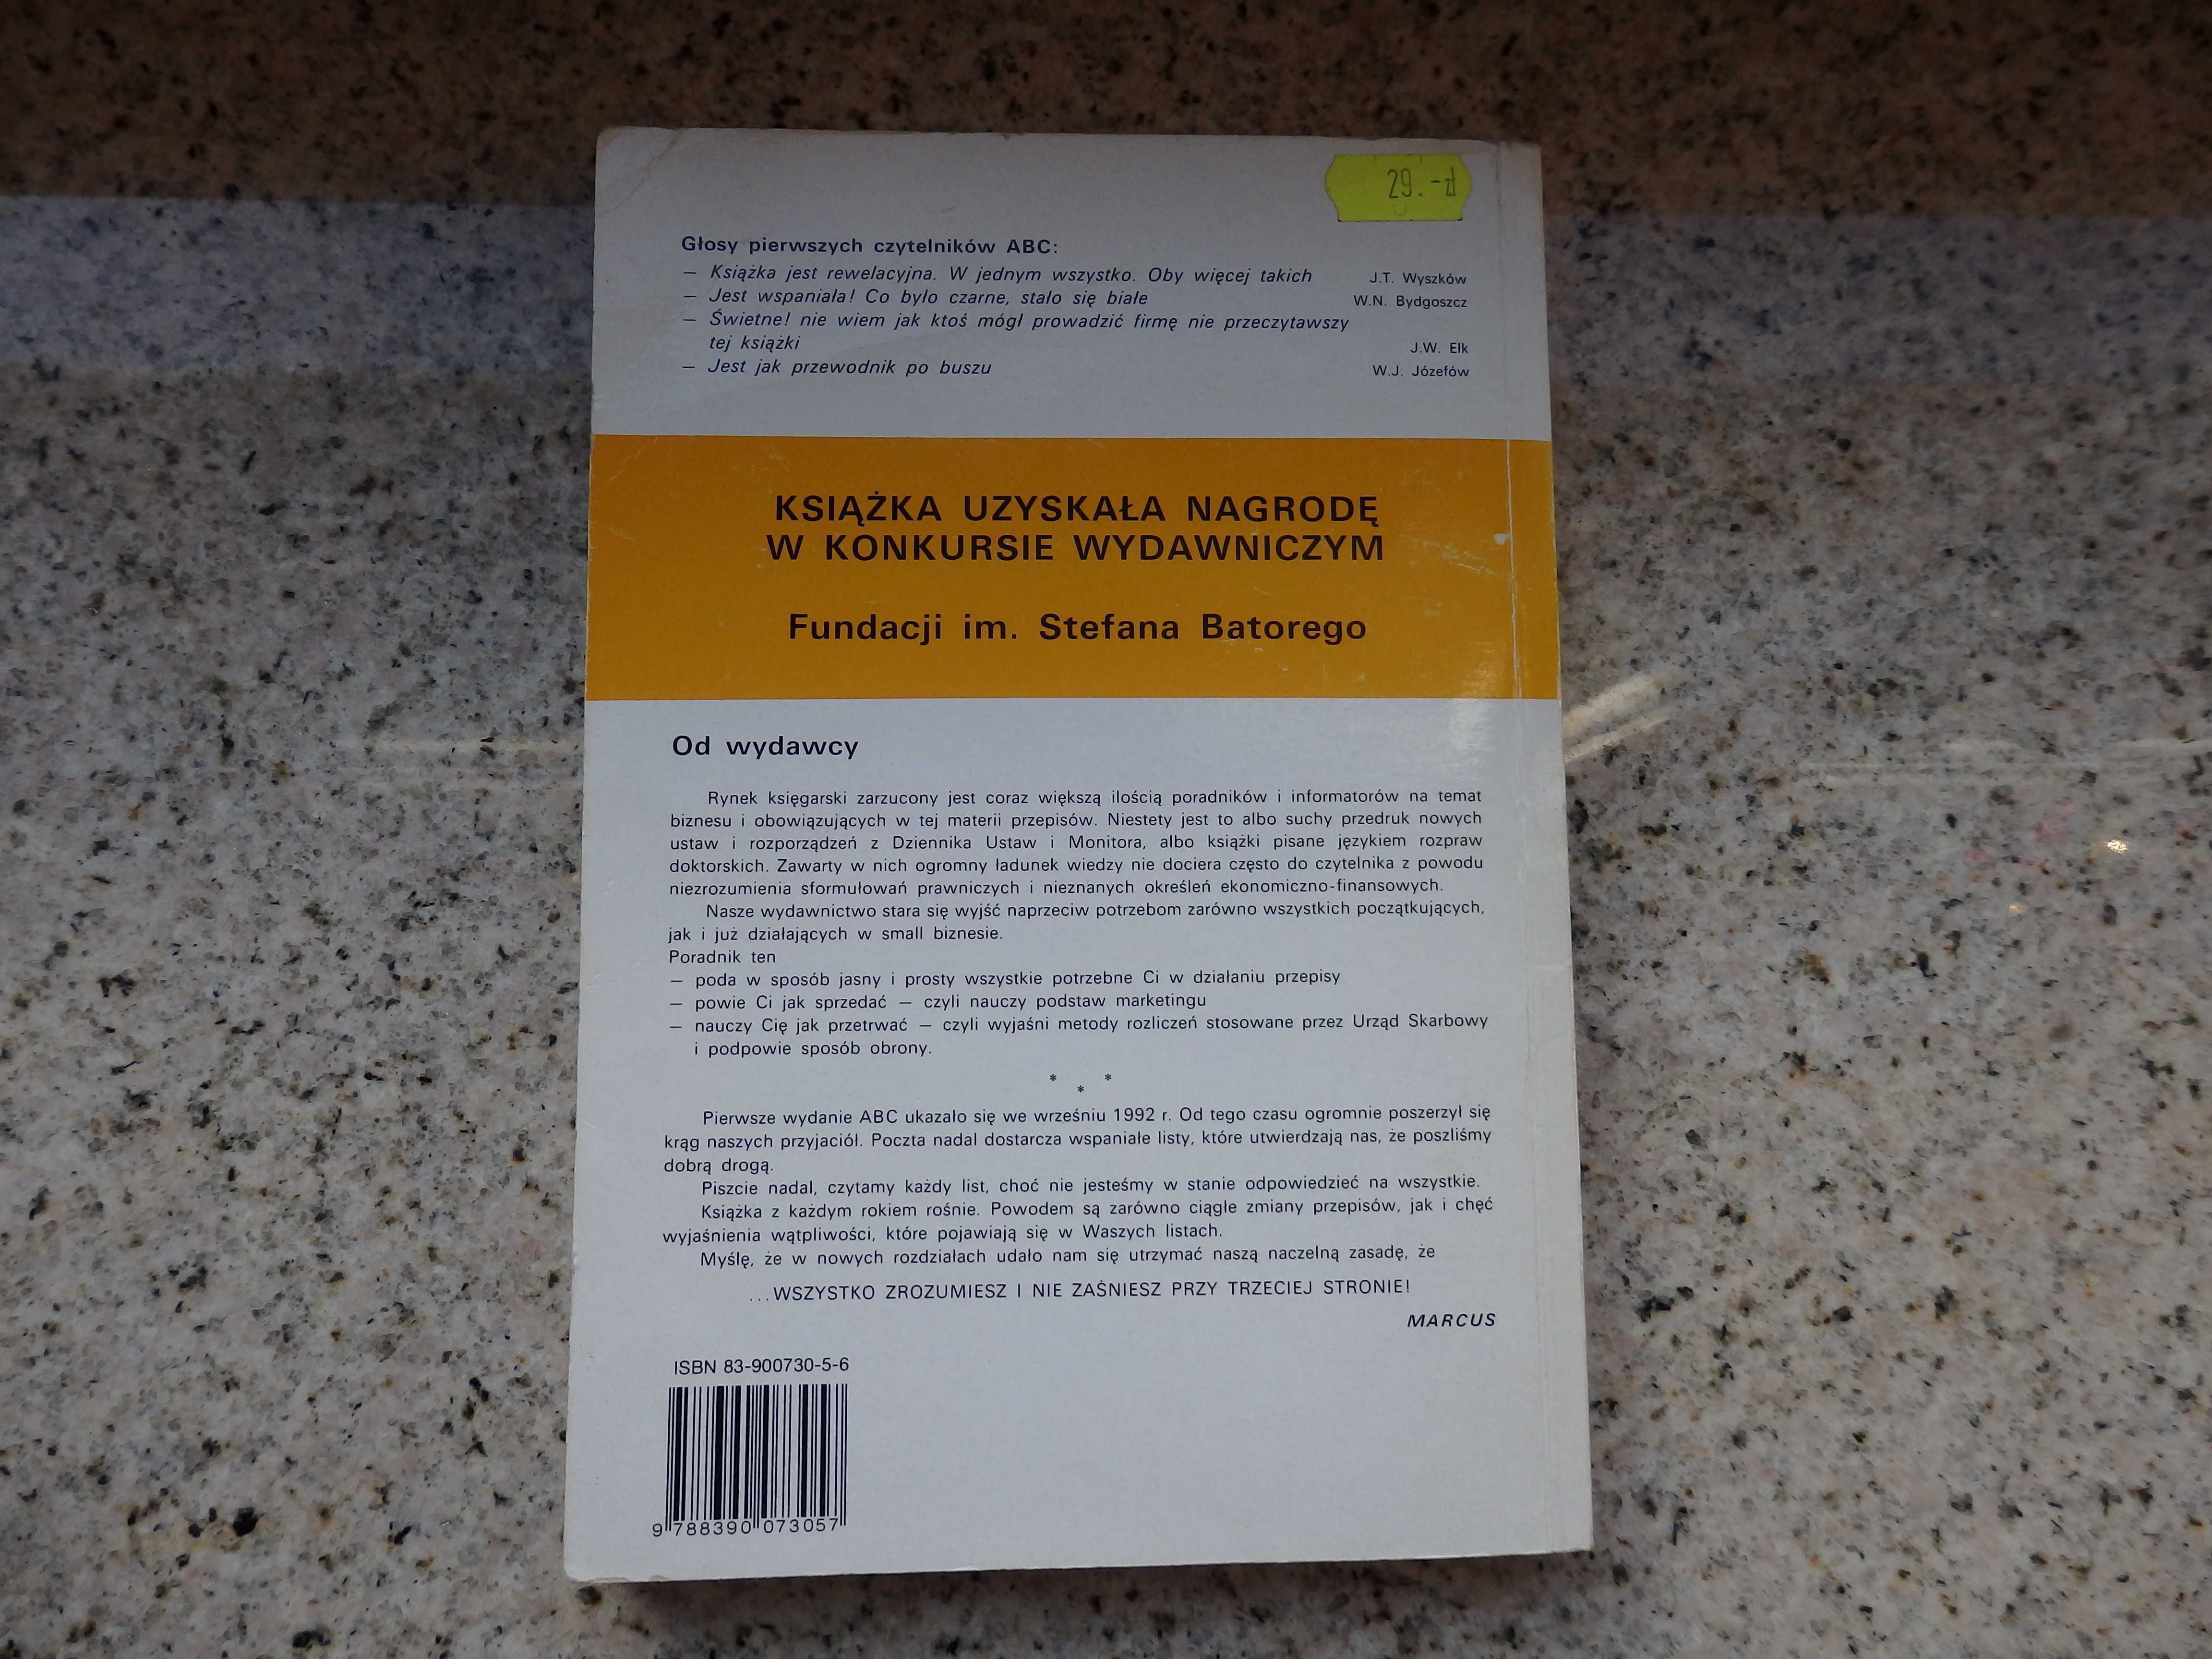 29.-zł
Głosy pierwszych czytelników ABC:
— Książka jest rewelacyjna. W jednym wszystko. Oby więcej takich J.T. Wyszków
— Jest wspaniała! Co było czarne, stało się białe W.N. Bydgoszcz
— Świetne! nie wiem jak ktoś mógł prowadzić firmę nie przeczytawszy
tej książki J.W. Ełk
— Jest jak przewodnik po buszu W.J. Józefów
KSIĄŻKA UZYSKAŁA NAGRODĘ
W KONKURSIE WYDAWNICZYM
Fundacji im. Stefana Batorego
Od wydawcy
Rynek księgarski zarzucony jest coraz większą ilością poradników i informatorów na temat
biznesu i obowiązujących w tej materii przepisów. Niestety jest to albo suchy przedruk nowych
ustaw i rozporządzeń z Dziennika Ustaw i Monitora, albo książki pisane językiem rozpraw
doktorskich. Zawarty w nich ogromny ładunek wiedzy nie dociera często do czytelnika z powodu
niezrozumienia sformułowań prawniczych i nieznanych określeń ekonomiczno-finansowych.
Nasze wydawnictwo stara się wyjść naprzeciw potrzebom zarówno wszystkich początkujących,
jak i już działających w small biznesie.
Poradnik ten
— poda w sposób jasny i prosty wszystkie potrzebne Ci w działaniu przepisy
— powie Ci jak sprzedać — czyli nauczy podstaw marketingu
— nauczy Cię jak przetrwać — czyli wyjaśni metody rozliczeń stosowane przez Urząd Skarbowy
i podpowie sposób obrony.
* * *
Pierwsze wydanie ABC ukazało się we wrześniu 1992 r. Od tego czasu ogromnie poszerzył się
krąg naszych przyjaciół. Poczta nadal dostarcza wspaniałe listy, które utwierdzają nas, że poszliśmy
dobrą drogą.
Piszcie nadal, czytamy każdy list, choć nie jesteśmy w stanie odpowiedzieć na wszystkie.
Książka z każdym rokiem rośnie. Powodem są zarówno ciągłe zmiany przepisów, jak i chęć
wyjaśnienia wątpliwości, które pojawiają się w Waszych listach.
Myślę, że w nowych rozdziałach udało nam się utrzymać naszą naczelną zasadę, że
...WSZYSTKO ZROZUMIESZ I NIE ZAŚNIESZ PRZY TRZECIEJ STRONIE!
MARCUS
ISBN 83-900730-5-6
9 788390 073057